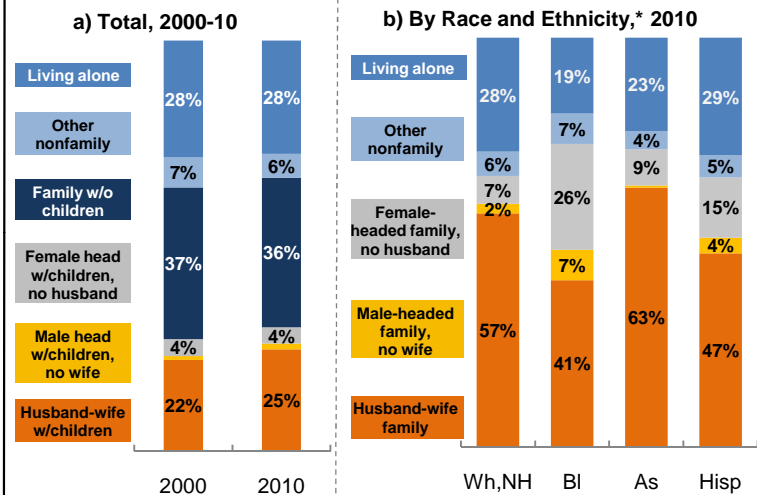 a) Total, 2000-10
Living alone
Other
nonfamily
Family w/o
children
Female head
w/children,
no husband
Male head
w/children,
no wife
Husband-wife
w/children
28%
7%
37%
4%
22%
28%
6%
36%
4%
25%
2000
2010
b) By Race and Ethnicity,* 2010
Living alone
Other
nonfamily
Female-
headed family,
no husband
Male-headed
family,
no wife
Husband-wife
family
28%
6%
7%
2%
57%
19%
7%
26%
7%
41%
23%
4%
9%
63%
29%
5%
15%
4%
47%
Wh,NH
Bl
As
Hisp